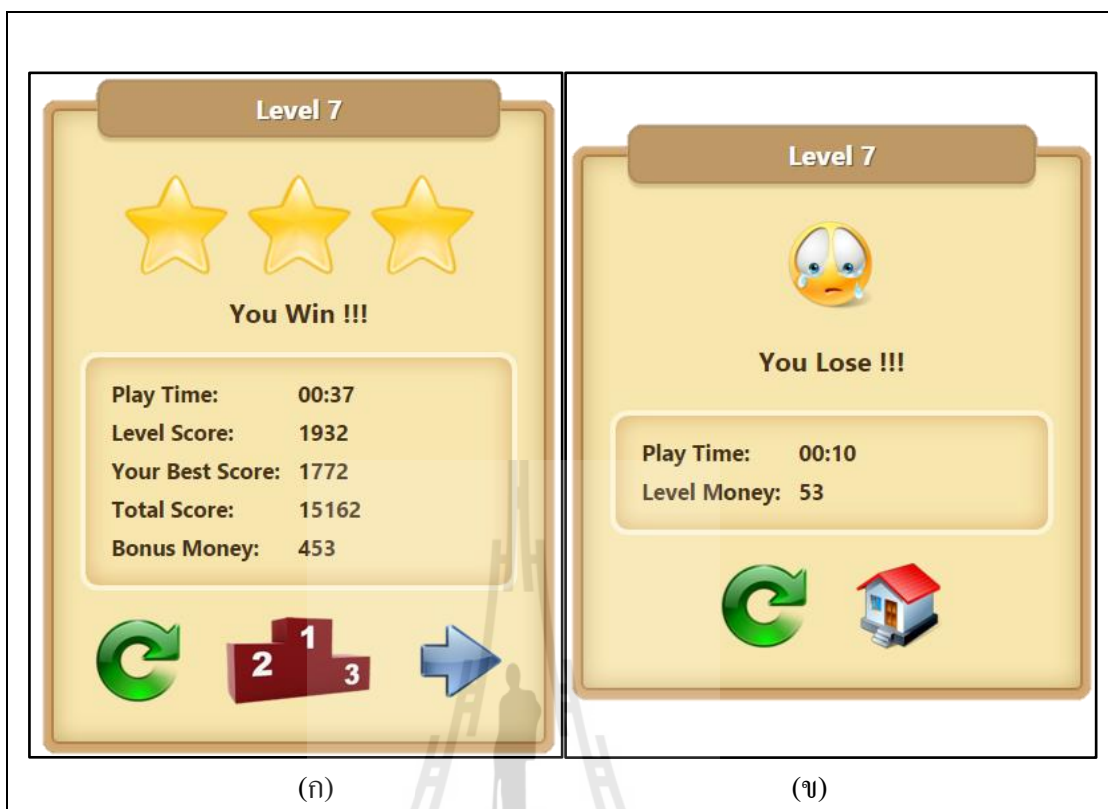 Level 7
You Win !!!
Play Time: 00:37
Level Score: 1932
Your Best Score: 1772
Total Score: 15162
Bonus Money: 453
2 1 3
(ก)
Level 7
You Lose !!!
Play Time: 00:10
Level Money: 53
(ข)